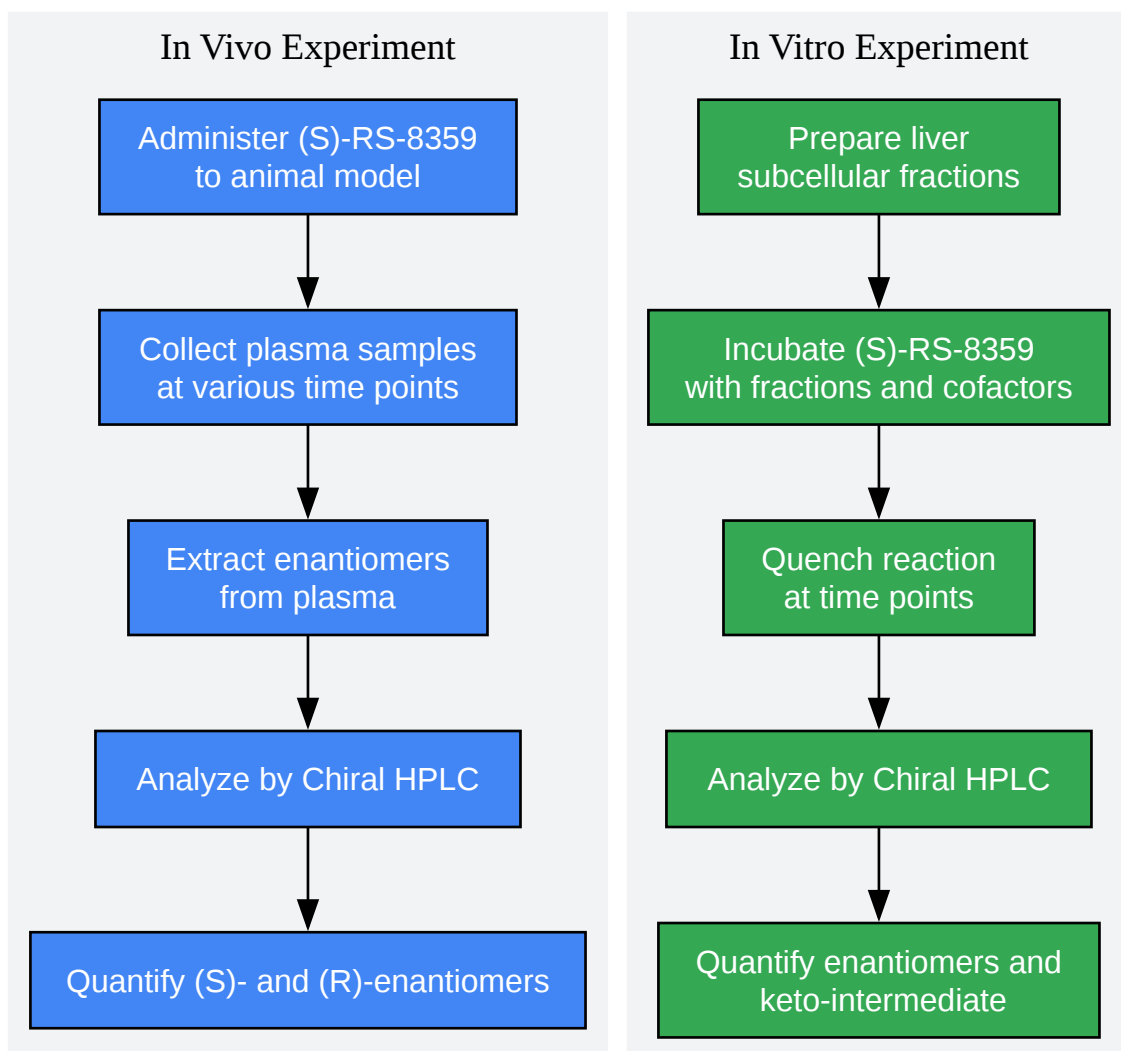 In Vivo Experiment
Administer (S)-RS-8359
to animal model
Collect plasma samples
at various time points
Extract enantiomers
from plasma
Analyze by Chiral HPLC
Quantify (S)- and (R)-enantiomers
In Vitro Experiment
Prepare liver
subcellular fractions
Incubate (S)-RS-8359
with fractions and cofactors
Quench reaction
at time points
Analyze by Chiral HPLC
Quantify enantiomers and
keto-intermediate